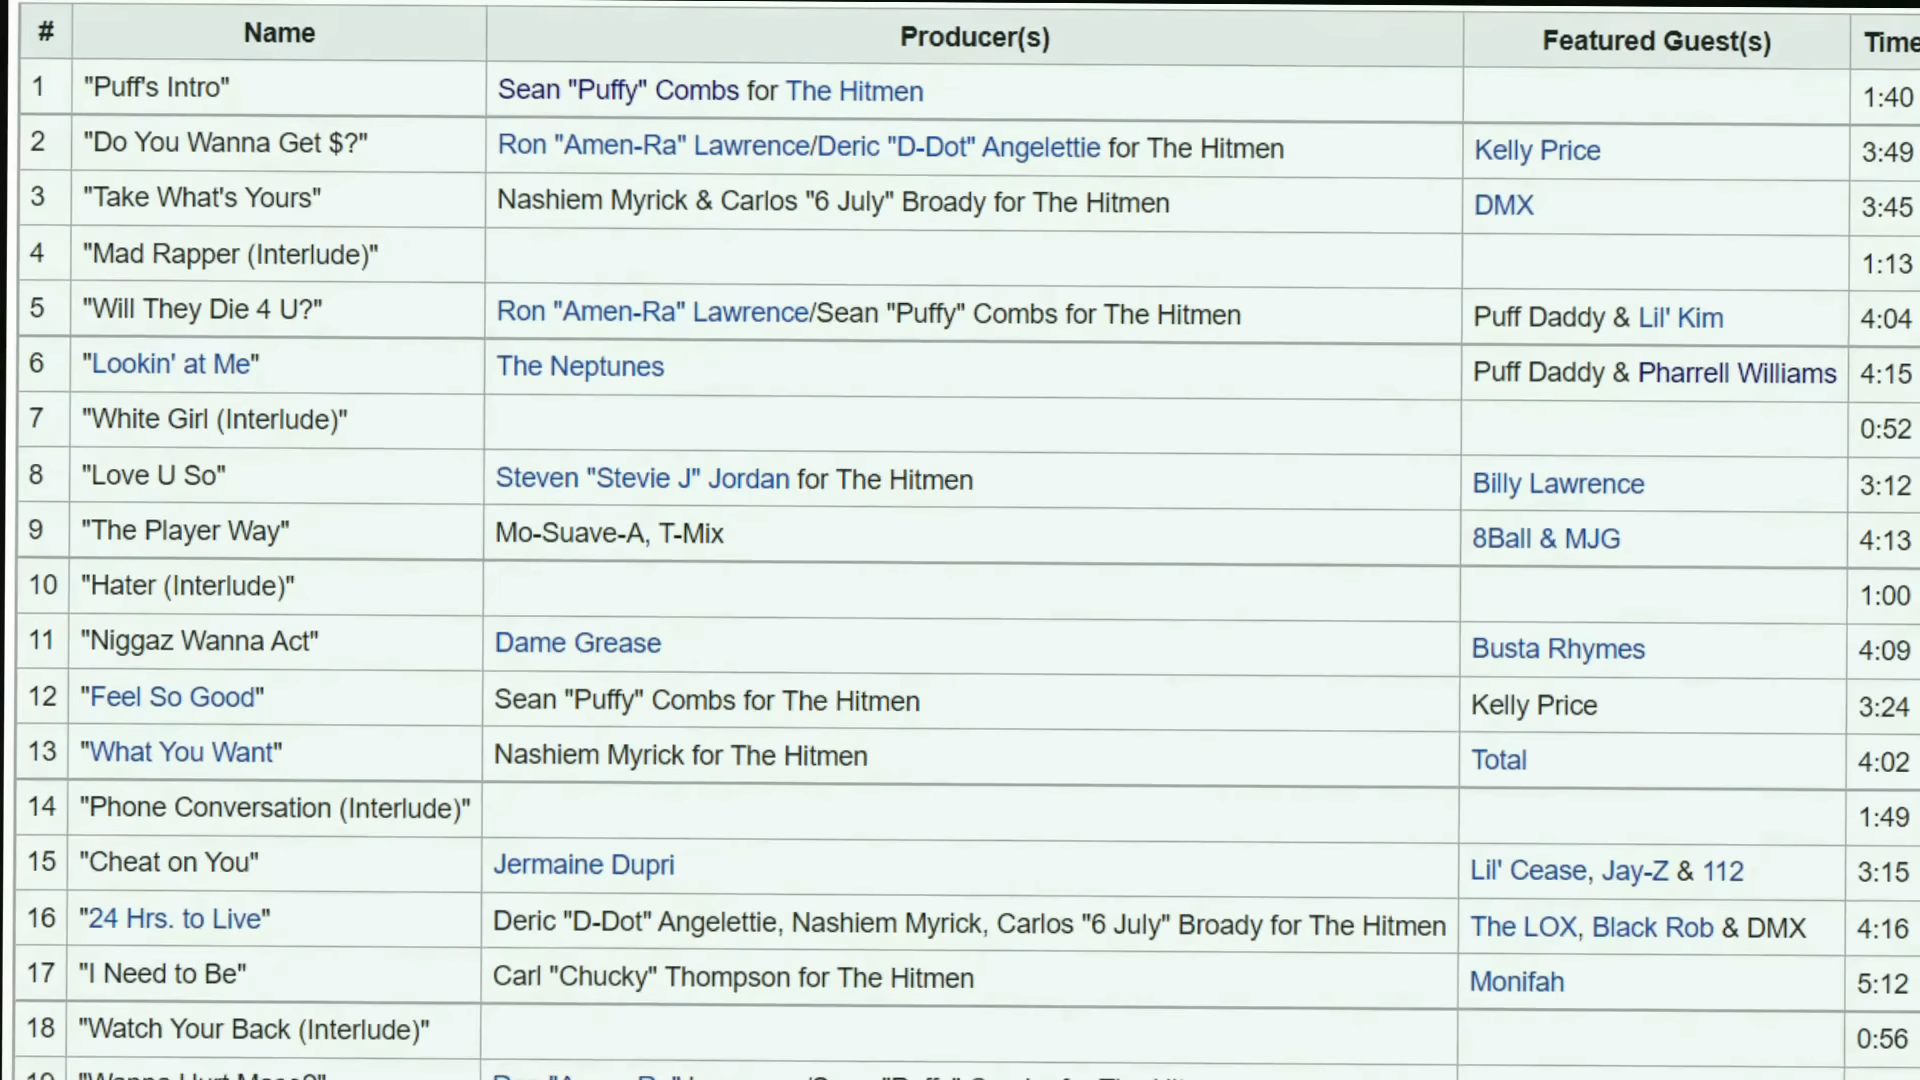 # Name Producer(s) Featured Guest(s) Time
1 "Puff's Intro" Sean "Puffy" Combs for The Hitmen 1:40
2 "Do You Wanna Get $?" Ron "Amen-Ra" Lawrence/Deric "D-Dot" Angelettie for The Hitmen Kelly Price 3:49
3 "Take What's Yours" Nashiem Myrick & Carlos "6 July" Broady for The Hitmen DMX 3:45
4 "Mad Rapper (Interlude)" 1:13
5 "Will They Die 4 U?" Ron "Amen-Ra" Lawrence/Sean "Puffy" Combs for The Hitmen Puff Daddy & Lil' Kim 4:04
6 "Lookin' at Me" The Neptunes Puff Daddy & Pharrell Williams 4:15
7 "White Girl (Interlude)" 0:52
8 "Love U So" Steven "Stevie J" Jordan for The Hitmen Billy Lawrence 3:12
9 "The Player Way" Mo-Suave-A, T-Mix 8Ball & MJG 4:13
10 "Hater (Interlude)" 1:00
11 "Niggaz Wanna Act" Dame Grease Busta Rhymes 4:09
12 "Feel So Good" Sean "Puffy" Combs for The Hitmen Kelly Price 3:24
13 "What You Want" Nashiem Myrick for The Hitmen Total 4:02
14 "Phone Conversation (Interlude)" 1:49
15 "Cheat on You" Jermaine Dupri Lil' Cease, Jay-Z & 112 3:15
16 "24 Hrs. to Live" Deric "D-Dot" Angelettie, Nashiem Myrick, Carlos "6 July" Broady for The Hitmen The LOX, Black Rob & DMX 4:16
17 "I Need to Be" Carl "Chucky" Thompson for The Hitmen Monifah 5:12
18 "Watch Your Back (Interlude)" 0:56